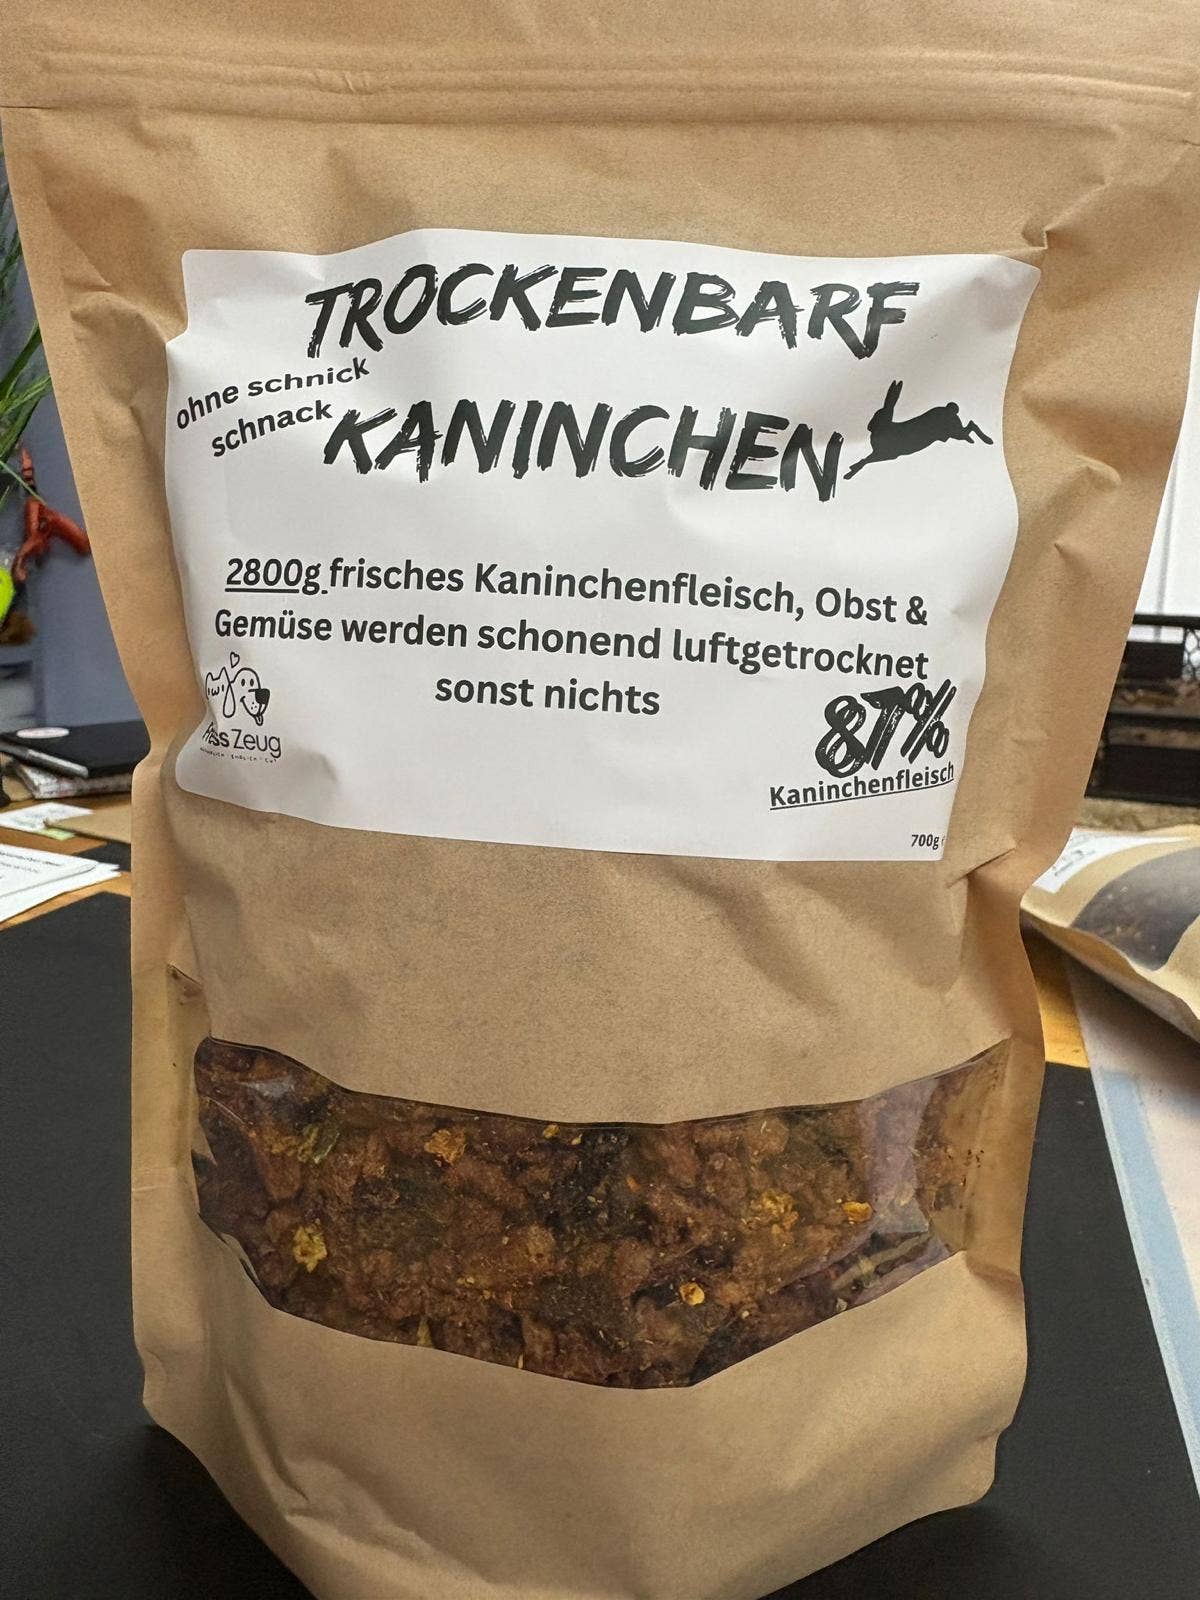 TROCKENBARF
ohne schnick
schnack
KANINCHEN
2800g frisches Kaninchenfleisch, Obst &
Gemüse werden schonend luftgetrocknet
sonst nichts
Zeug
87%
Kaninchenfleisch
700g